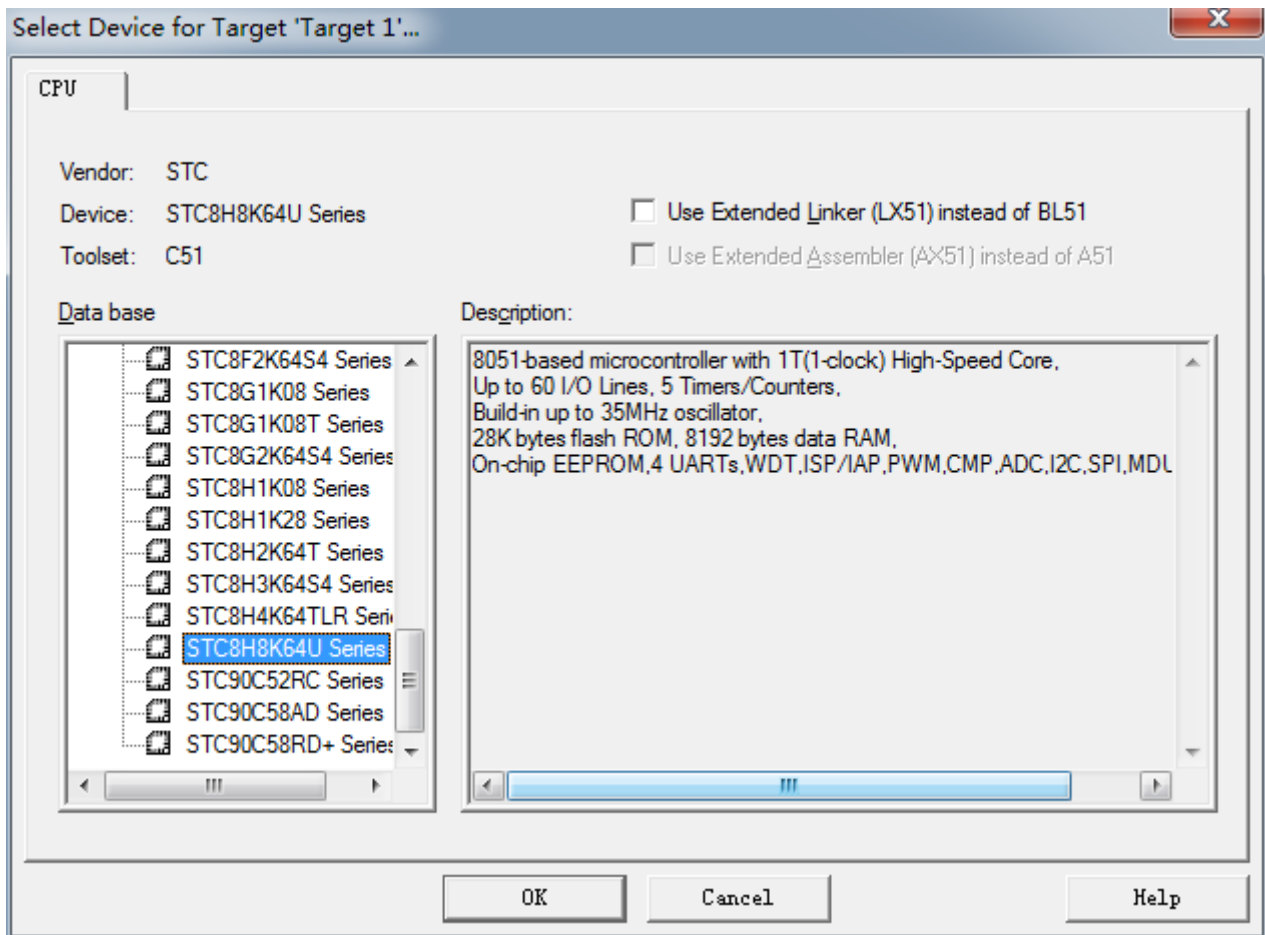 Select Device for Target 'Target 1'...
CPU
Vendor: STC
Device: STC8H8K64U Series
Toolset: C51
Use Extended Linker (LX51) instead of BL51
Use Extended Assembler (AX51) instead of A51
Data base
STC8F2K64S4 Series
STC8G1K08 Series
STC8G1K08T Series
STC8G2K64S4 Series
STC8H1K08 Series
STC8H1K28 Series
STC8H2K64T Series
STC8H3K64S4 Series
STC8H4K64TLR Seri
STC8H8K64U Series
STC90C52RC Series
STC90C58AD Series
STC90C58RD+ Series
Description:
8051-based microcontroller with 1T(1-clock) High-Speed Core,
Up to 60 I/O Lines, 5 Timers/Counters,
Build-in up to 35MHz oscillator,
28K bytes flash ROM, 8192 bytes data RAM,
On-chip EEPROM,4 UARTs,WDT,ISP/IAP,PWM,CMP,ADC,I2C,SPI,MDU
OK
Cancel
Help